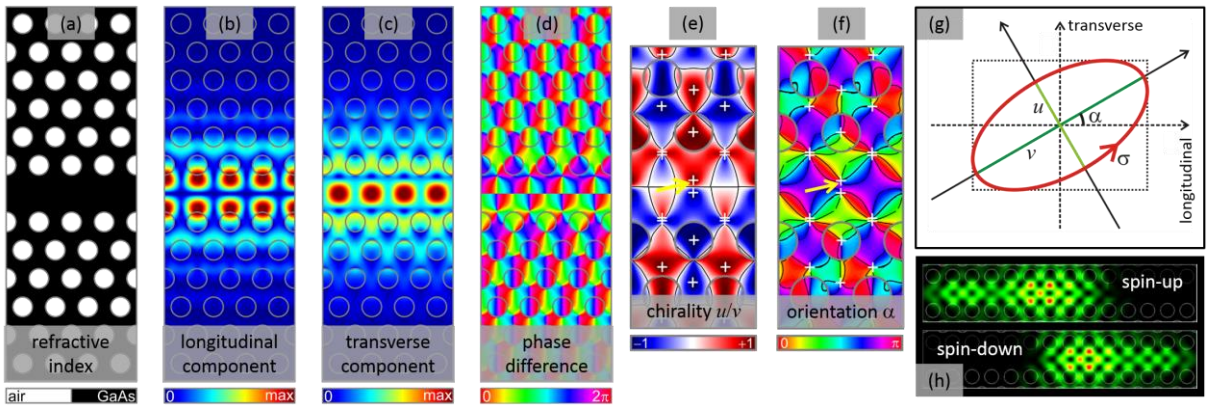 (a)
refractive
index
air
GaAs
(b)
longitudinal
component
0
max
(c)
transverse
component
0
max
(d)
phase
difference
0
2π
(e)
chirality u/v
−1
+1
(f)
orientation α
0
π
(g)
transverse
u
α
v
σ
longitudinal
spin-up
spin-down
(h)